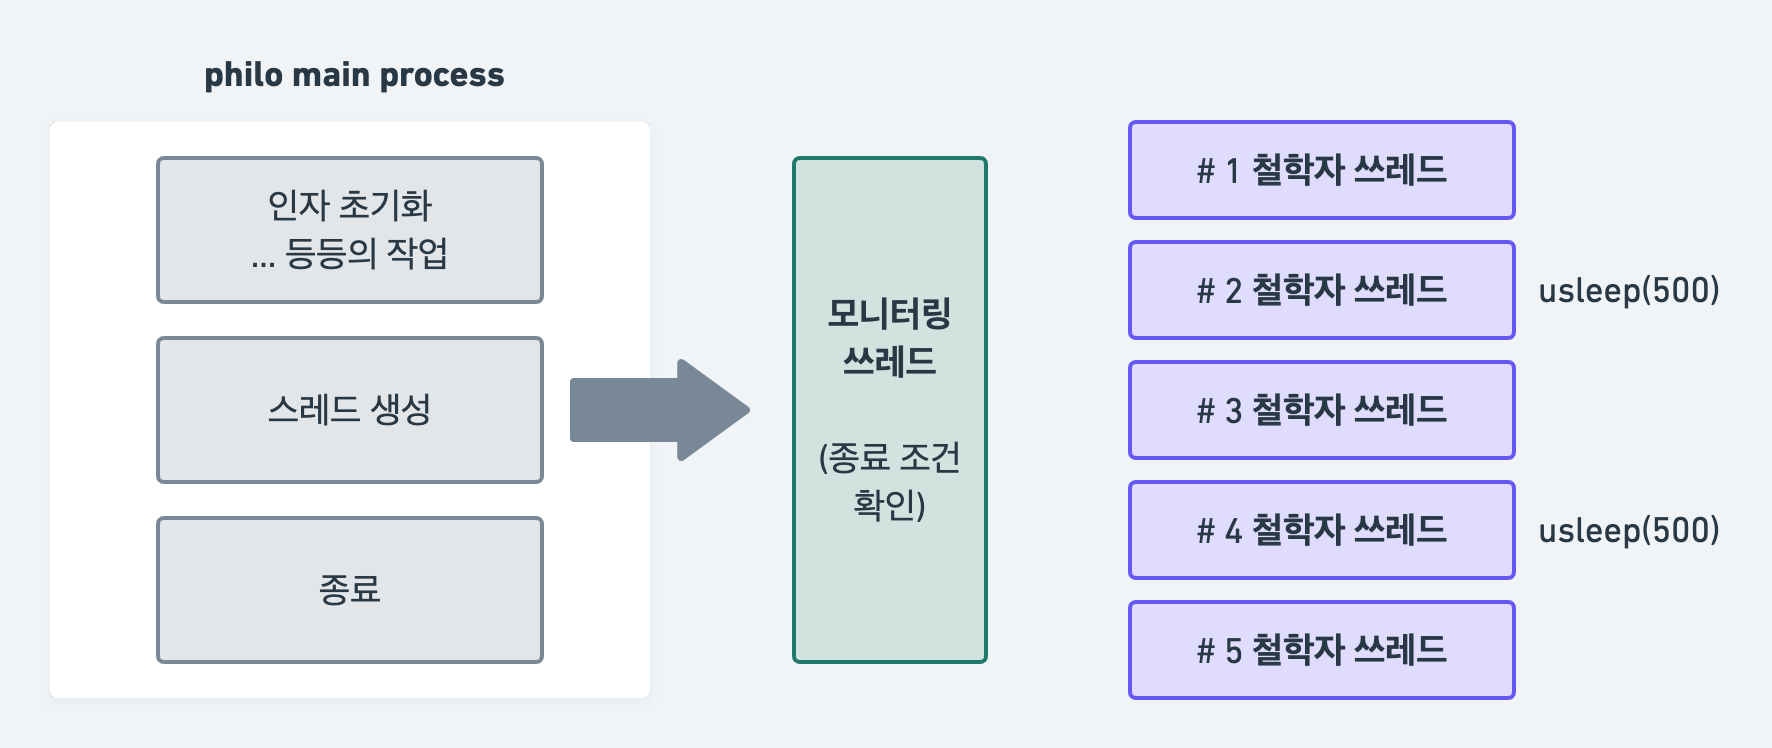 philo main process
인자 초기화
... 등등의 작업
스레드 생성
종료
모니터링
쓰레드
(종료 조건
확인)
# 1 철학자 쓰레드
# 2 철학자 쓰레드
usleep(500)
# 3 철학자 쓰레드
# 4 철학자 쓰레드
usleep(500)
# 5 철학자 쓰레드